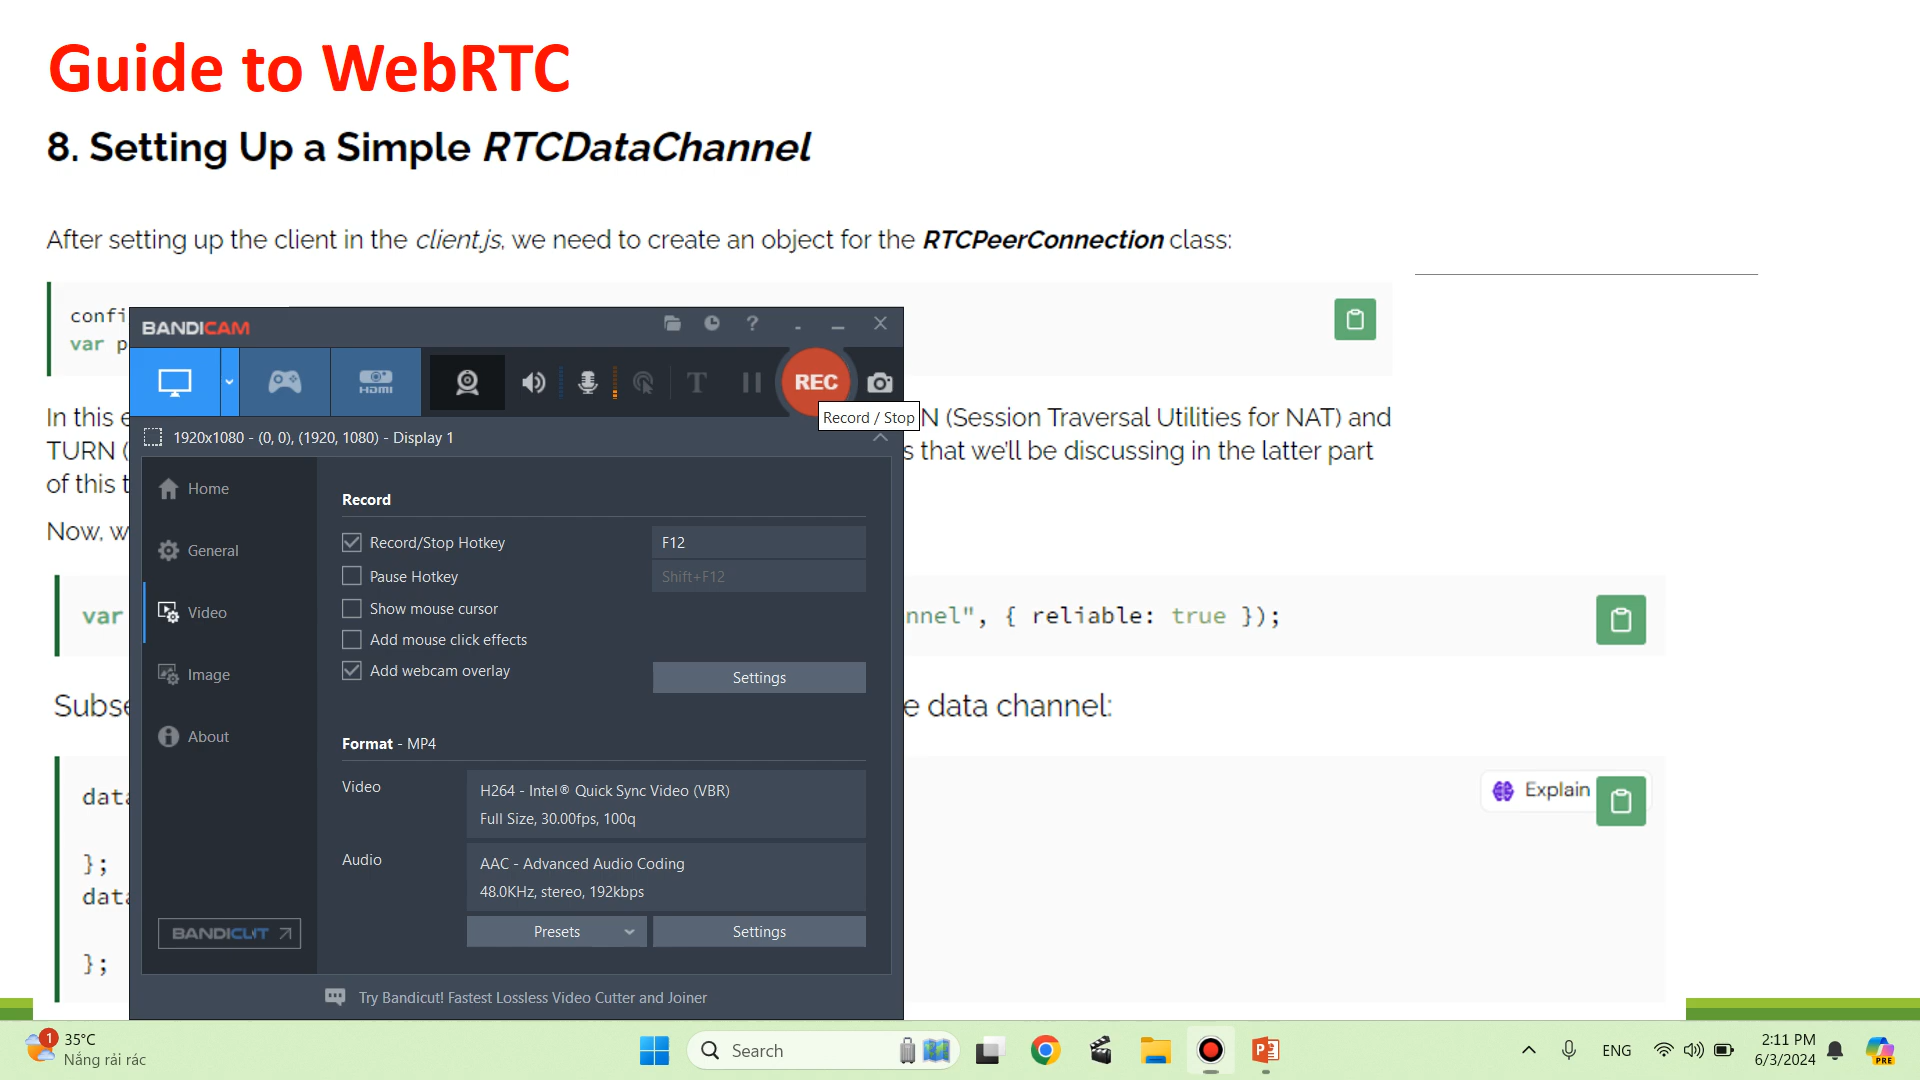 Guide to WebRTC
8. Setting Up a Simple RTCDataChannel
After setting up the client in the client.js, we need to create an object for the RTCPeerConnection class:
confi
var p
BANDICAM
HDMI
T
REC
Record / Stop
In this e
N (Session Traversal Utilities for NAT) and
1920x1080 - (0, 0), (1920, 1080) - Display 1
TURN (
s that we'll be discussing in the latter part
of this t
Now, w
Home
General
Video
Image
About
BANDICUT
Record
Record/Stop Hotkey
F12
Pause Hotkey
Shift+F12
Show mouse cursor
Add mouse click effects
Add webcam overlay
Settings
Format - MP4
Video
H264 - Intel® Quick Sync Video (VBR)
Full Size, 30.00fps, 100q
Audio
AAC - Advanced Audio Coding
48.0KHz, stereo, 192kbps
Presets
Settings
Try Bandicut! Fastest Lossless Video Cutter and Joiner
var
nnel", { reliable: true });
Subse
e data channel:
data
};
data
};
Explain
1
35°C
Nắng rải rác
Search
ENG
2:11 PM
6/3/2024
PRE